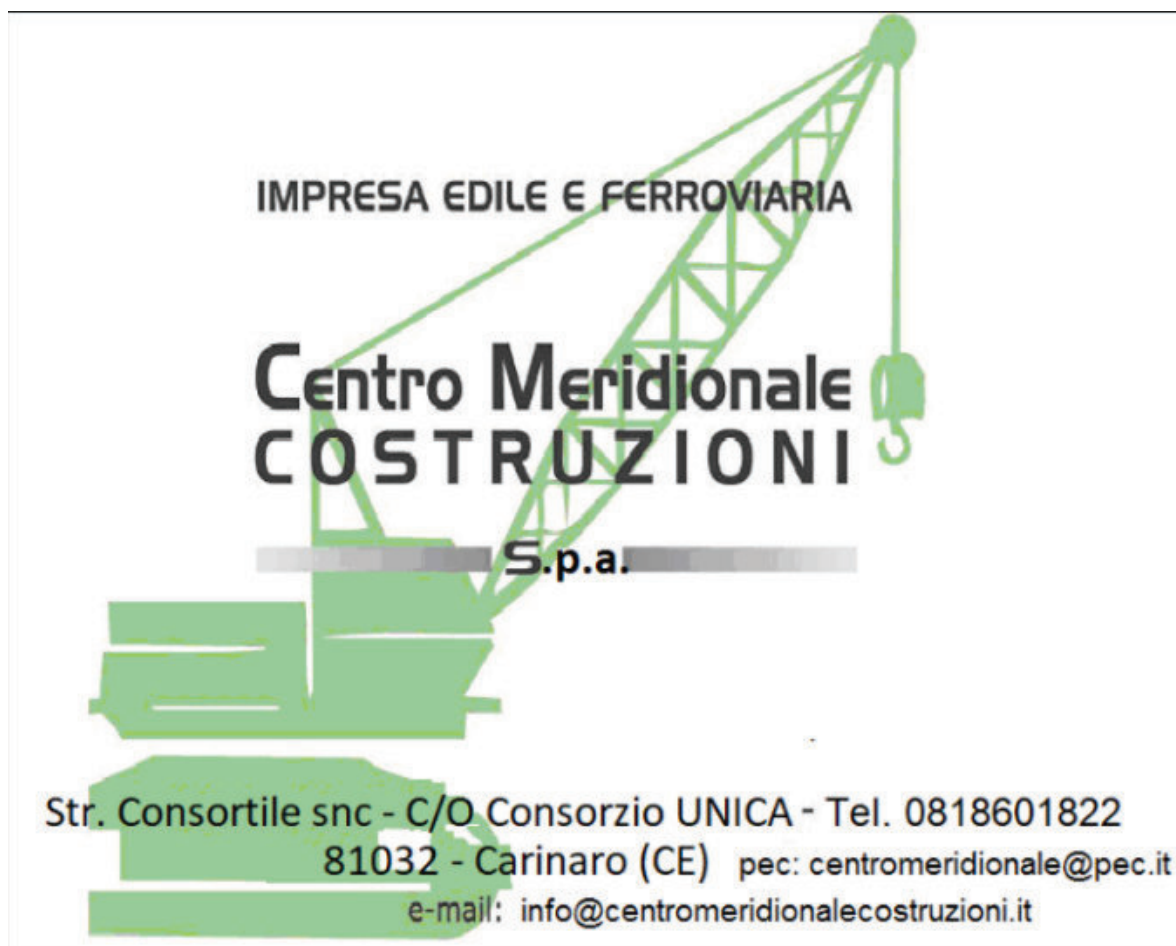 IMPRESA EDILE E FERROVIARIA
Centro Meridionale
COSTRUZIONI
S.p.a.
Str. Consortile snc - C/O Consorzio UNICA - Tel. 0818601822
81032 - Carinaro (CE) pec: centromeridionale@pec.it
e-mail: info@centromeridionalecostruzioni.it